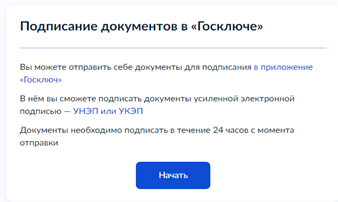 Подписание документов в «Госключе»
Вы можете отправить себе документы для подписания в приложение
«Госключ»
В нём вы сможете подписать документы усиленной электронной
подписью — УНЭП или УКЭП
Документы необходимо подписать в течение 24 часов с момента
отправки
Начать